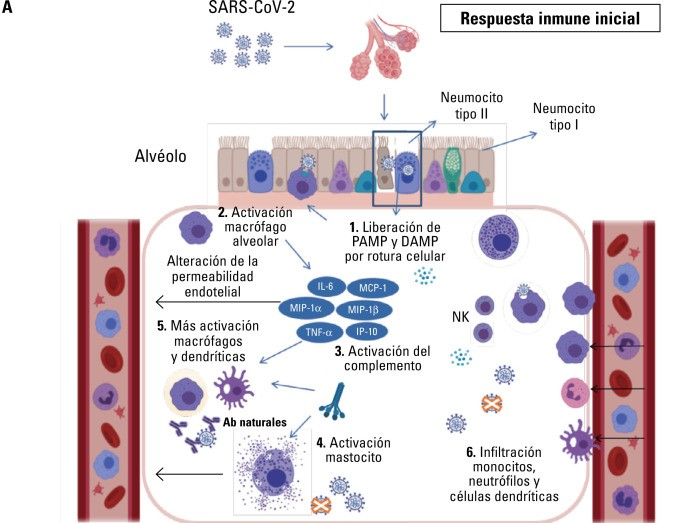 A
SARS-CoV-2
Respuesta inmune inicial
Neumocito
tipo II
Neumocito
tipo I
Alvéolo
2. Activación
macrófago
alveolar
1. Liberación de
PAMP y DAMP
por rotura celular
Alteración de la
permeabilidad
endotelial
IL-6
MCP-1
MIP-1α
MIP-1β
TNF-α
IP-10
NK
5. Más activación
macrófagos
y dendríticas
3. Activación del
complemento
Ab naturales
4. Activación
mastocito
6. Infiltración
monocitos,
neutrófilos y
células dendríticas